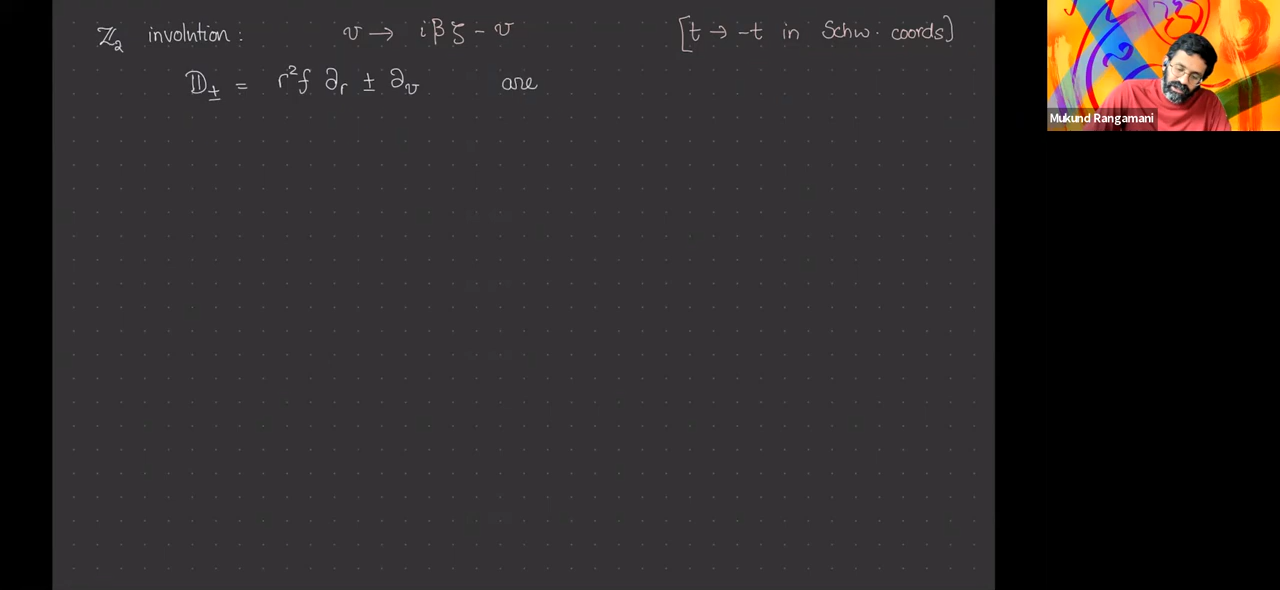 ℤ₂ involution : v → iβζ - v [t → -t in Schw. coords]
𝔻± = r²f ∂r ± ∂v are
Mukund Rangamani